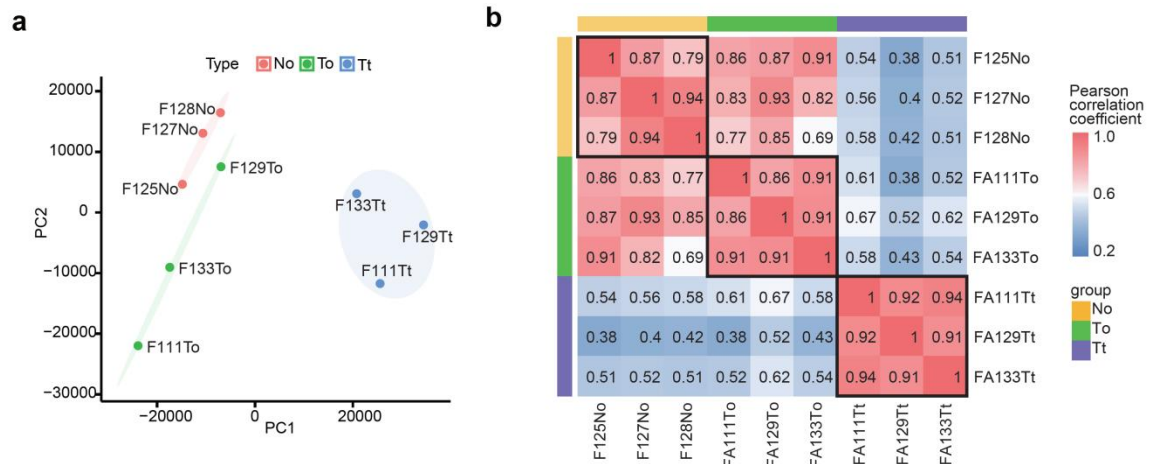 a
Type No To Tt
20000
10000
0
−10000
−20000
−30000
PC2
F128No
F127No
F129To
F125No
F133Tt
F129Tt
F133To
F111Tt
F111To
−20000 0 20000
PC1
b
1 0.87 0.79 0.86 0.87 0.91 0.54 0.38 0.51 F125No
0.87 1 0.94 0.83 0.93 0.82 0.56 0.4 0.52 F127No
0.79 0.94 1 0.77 0.85 0.69 0.58 0.42 0.51 F128No
0.86 0.83 0.77 1 0.86 0.91 0.61 0.38 0.52 FA111To
0.87 0.93 0.85 0.86 1 0.91 0.67 0.52 0.62 FA129To
0.91 0.82 0.69 0.91 0.91 1 0.58 0.43 0.54 FA133To
0.54 0.56 0.58 0.61 0.67 0.58 1 0.92 0.94 FA111Tt
0.38 0.4 0.42 0.38 0.52 0.43 0.92 1 0.91 FA129Tt
0.51 0.52 0.51 0.52 0.62 0.54 0.94 0.91 1 FA133Tt
F125No F127No F128No FA111To FA129To FA133To FA111Tt FA129Tt FA133Tt
Pearson
correlation
coefficient
1.0
0.6
0.2
group
No
To
Tt